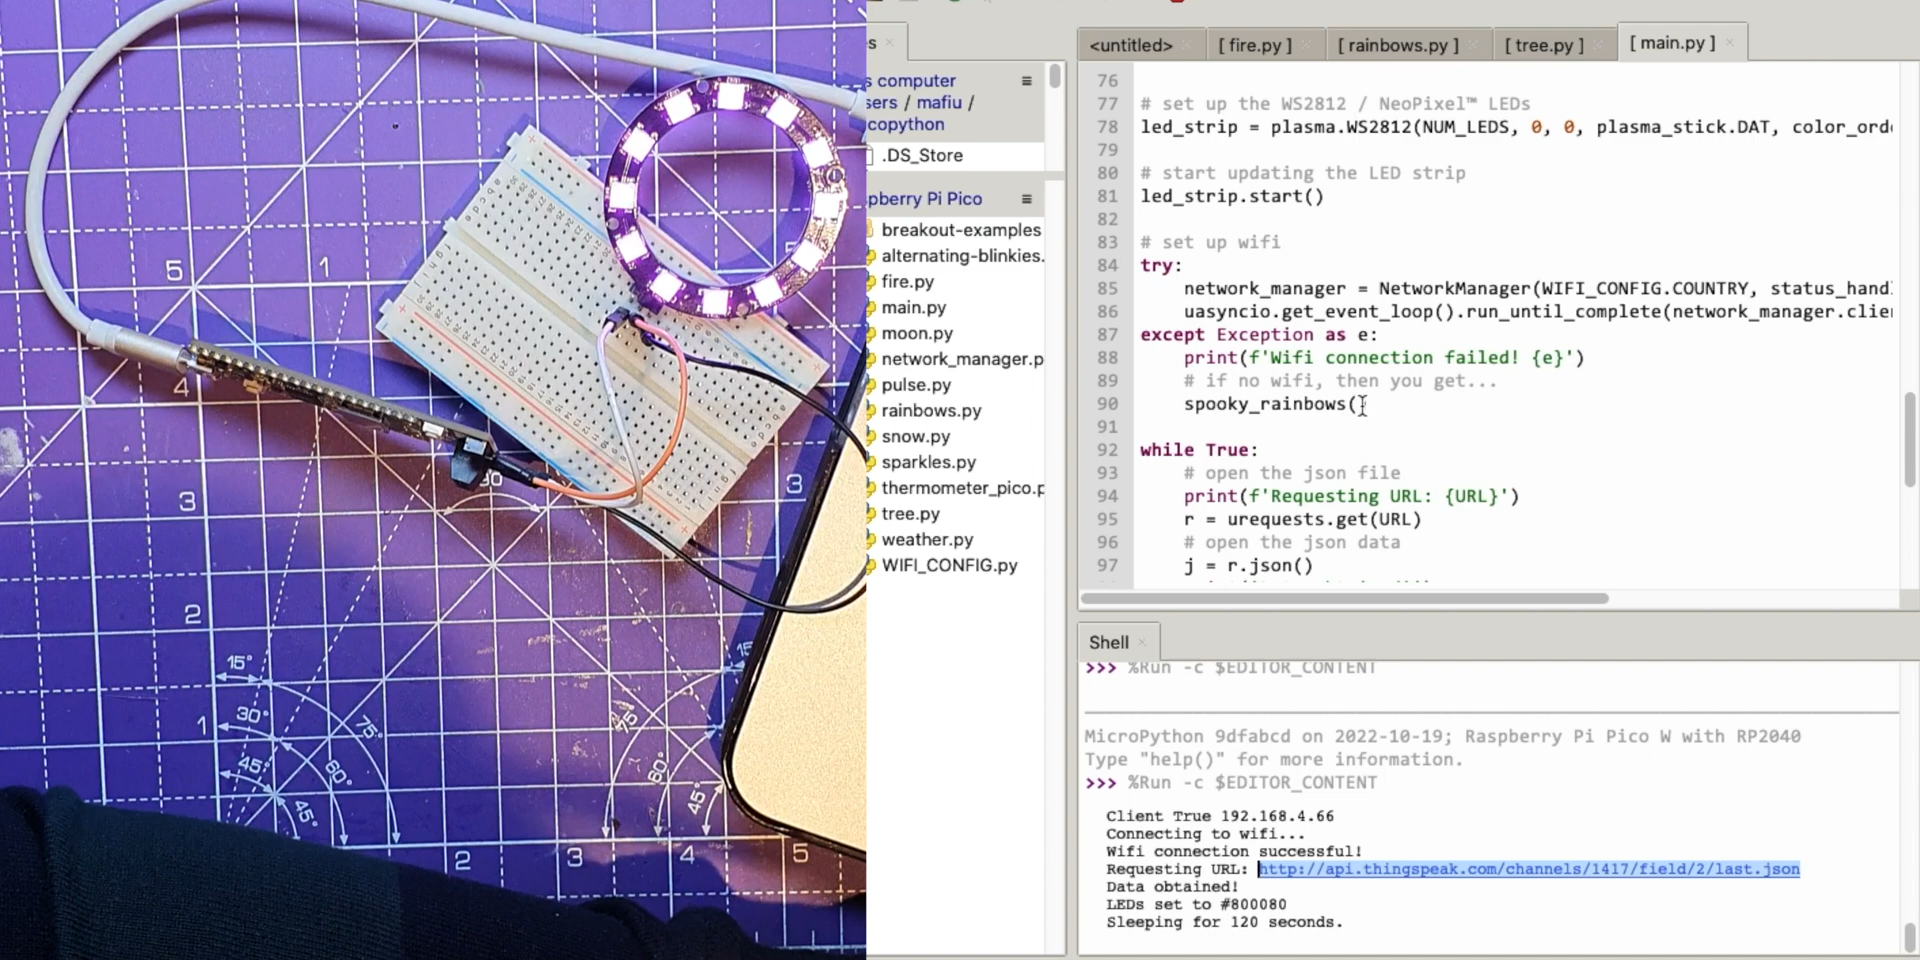 <untitled>
[ fire.py ]
[ rainbows.py ]
[ tree.py ]
[ main.py ]
s computer
sers / mafiu /
copython
.DS_Store
pberry Pi Pico
breakout-examples
alternating-blinkies.
fire.py
main.py
moon.py
network_manager.p
pulse.py
rainbows.py
snow.py
sparkles.py
thermometer_pico.p
tree.py
weather.py
WIFI_CONFIG.py
76
77 # set up the WS2812 / NeoPixel™ LEDs
78 led_strip = plasma.WS2812(NUM_LEDS, 0, 0, plasma_stick.DAT, color_orde
79
80 # start updating the LED strip
81 led_strip.start()
82
83 # set up wifi
84 try:
85 network_manager = NetworkManager(WIFI_CONFIG.COUNTRY, status_handl
86 uasyncio.get_event_loop().run_until_complete(network_manager.clien
87 except Exception as e:
88 print(f'Wifi connection failed! {e}')
89 # if no wifi, then you get...
90 spooky_rainbows()
91
92 while True:
93 # open the json file
94 print(f'Requesting URL: {URL}')
95 r = urequests.get(URL)
96 # open the json data
97 j = r.json()
Shell
>>> %Run -c $EDITOR_CONTENT
MicroPython 9dfabcd on 2022-10-19; Raspberry Pi Pico W with RP2040
Type "help()" for more information.
>>> %Run -c $EDITOR_CONTENT
Client True 192.168.4.66
Connecting to wifi...
Wifi connection successful!
Requesting URL: http://api.thingspeak.com/channels/1417/field/2/last.json
Data obtained!
LEDs set to #800080
Sleeping for 120 seconds.
5
1
4
3
3
2
15°
1
30°
75°
45°
60°
45°
75°
60°
45°
15
2
3
4
5